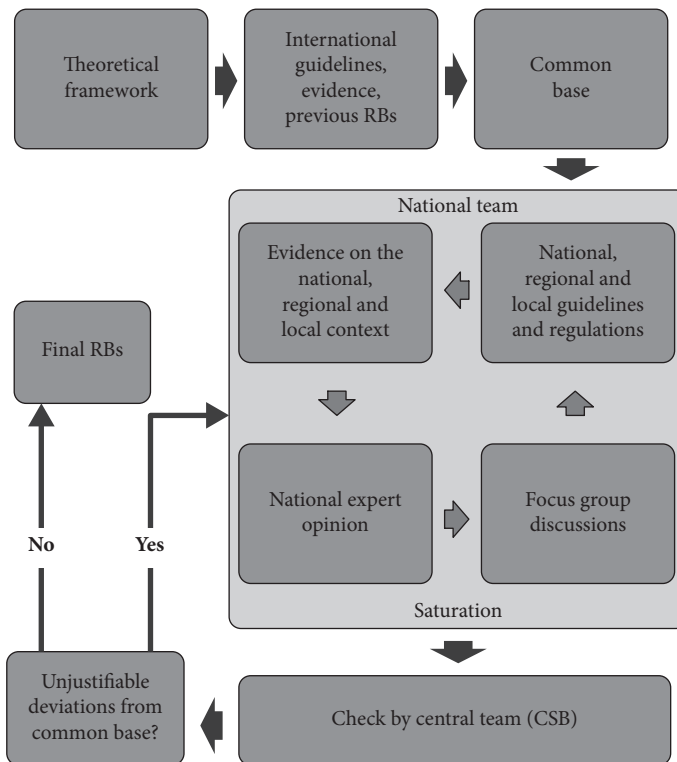 Theoretical
framework
International
guidelines,
evidence,
previous RBs
Common
base
National team
Evidence on the
national,
regional and
local context
National,
regional and
local guidelines
and regulations
Final RBs
National expert
opinion
Focus group
discussions
No
Yes
Saturation
Unjustifiable
deviations from
common base?
Check by central team (CSB)